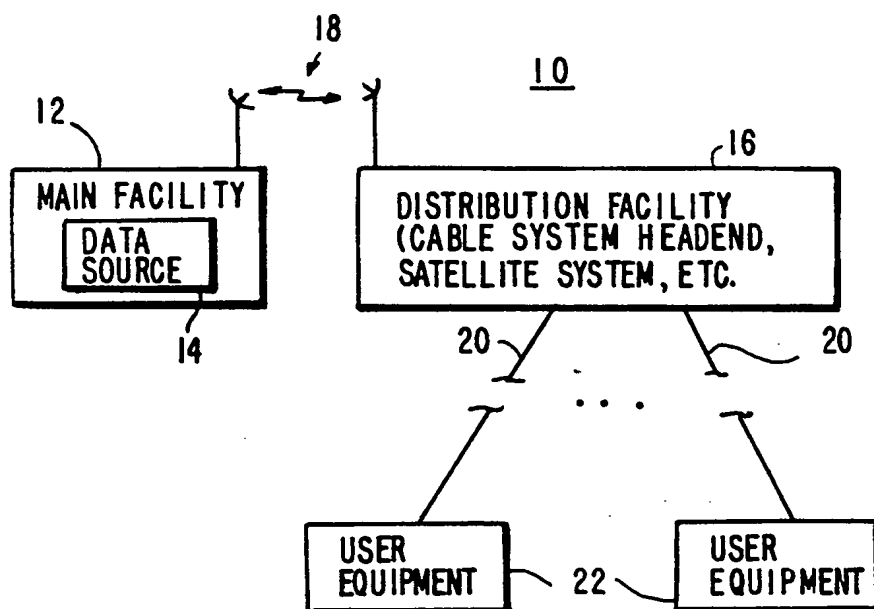 18
10
12
16
MAIN FACILITY
DATA
SOURCE
14
DISTRIBUTION FACILITY
(CABLE SYSTEM HEADEND,
SATELLITE SYSTEM, ETC.
20
20
USER
EQUIPMENT
22
USER
EQUIPMENT